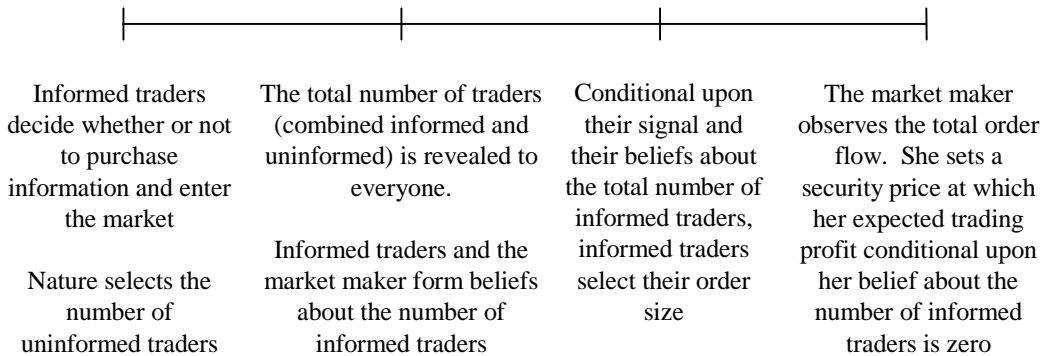 Informed traders
decide whether or not
to purchase
information and enter
the market
Nature selects the
number of
uninformed traders
The total number of traders
(combined informed and
uninformed) is revealed to
everyone.
Informed traders and the
market maker form beliefs
about the number of
informed traders
Conditional upon
their signal and
their beliefs about
the total number of
informed traders,
informed traders
select their order
size
The market maker
observes the total order
flow.  She sets a
security price at which
her expected trading
profit conditional upon
her belief about the
number of informed
traders is zero